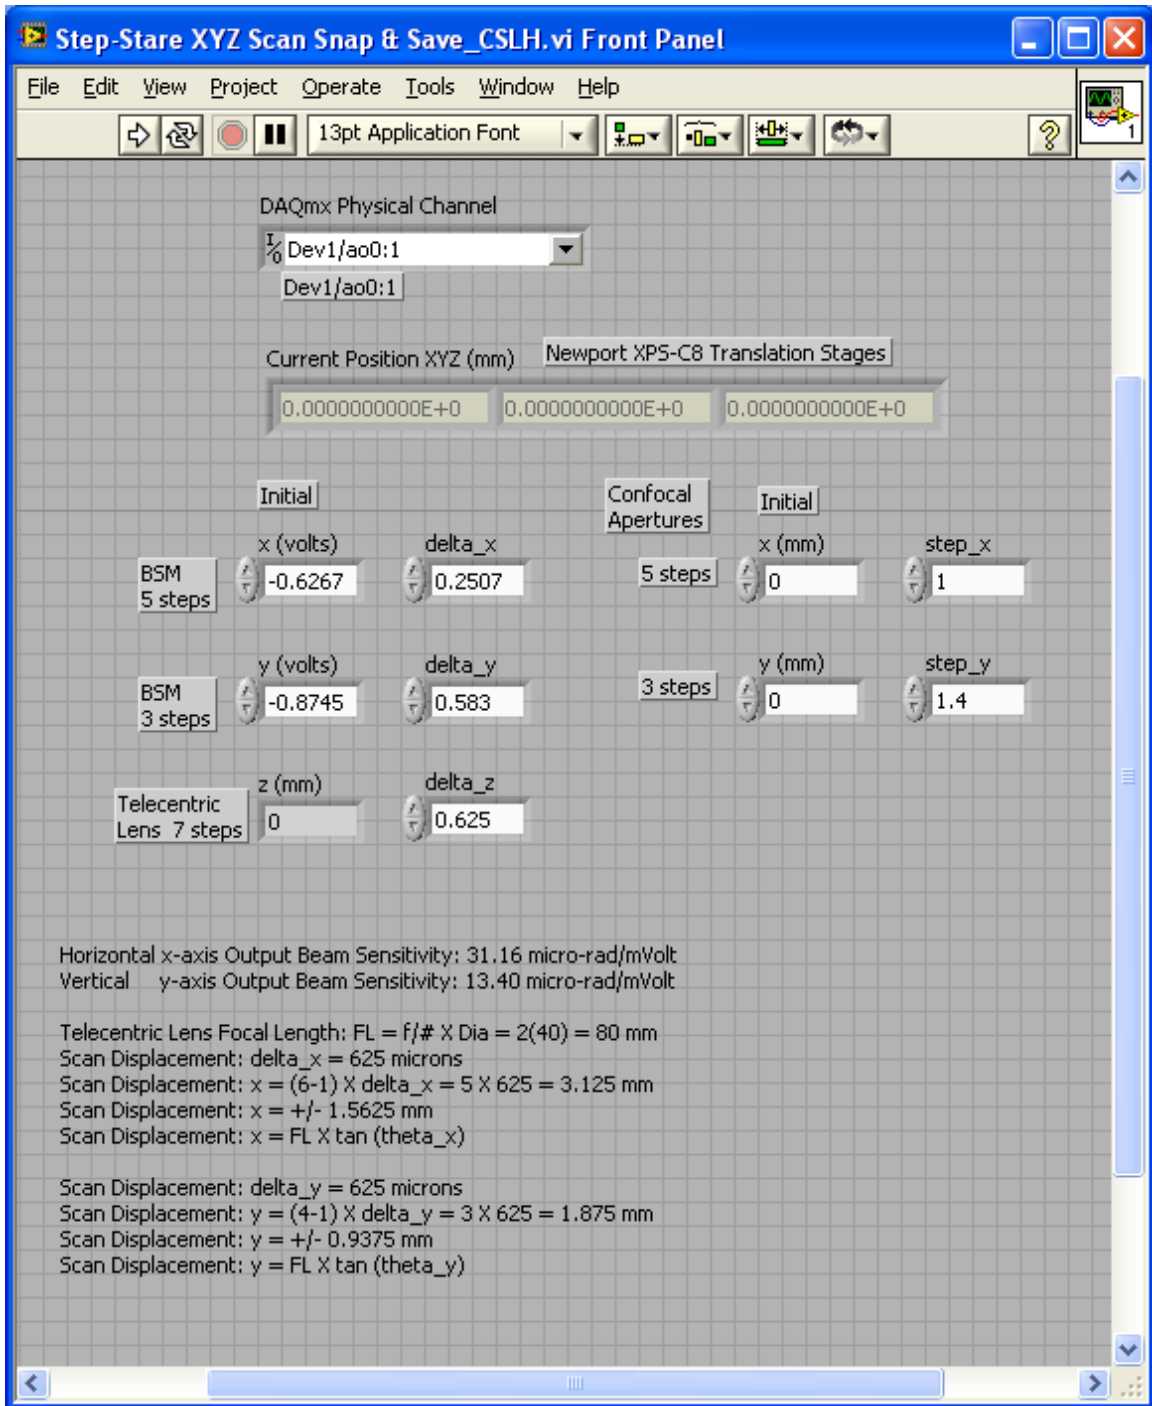 Step-Stare XYZ Scan Snap & Save_CSLH.vi Front Panel
File Edit View Project Operate Tools Window Help
13pt Application Font
1
DAQmx Physical Channel
I/O Dev1/ao0:1
Dev1/ao0:1
Current Position XYZ (mm) Newport XPS-C8 Translation Stages
0.0000000000E+0 0.0000000000E+0 0.0000000000E+0
Initial
Confocal
Apertures
Initial
x (volts) delta_x x (mm) step_x
BSM
5 steps
-0.6267 0.2507 5 steps 0 1
y (volts) delta_y y (mm) step_y
BSM
3 steps
-0.8745 0.583 3 steps 0 1.4
z (mm) delta_z
Telecentric
Lens 7 steps
0 0.625
Horizontal x-axis Output Beam Sensitivity: 31.16 micro-rad/mVolt
Vertical y-axis Output Beam Sensitivity: 13.40 micro-rad/mVolt
Telecentric Lens Focal Length: FL = f/# X Dia = 2(40) = 80 mm
Scan Displacement: delta_x = 625 microns
Scan Displacement: x = (6-1) X delta_x = 5 X 625 = 3.125 mm
Scan Displacement: x = +/- 1.5625 mm
Scan Displacement: x = FL X tan (theta_x)
Scan Displacement: delta_y = 625 microns
Scan Displacement: y = (4-1) X delta_y = 3 X 625 = 1.875 mm
Scan Displacement: y = +/- 0.9375 mm
Scan Displacement: y = FL X tan (theta_y)